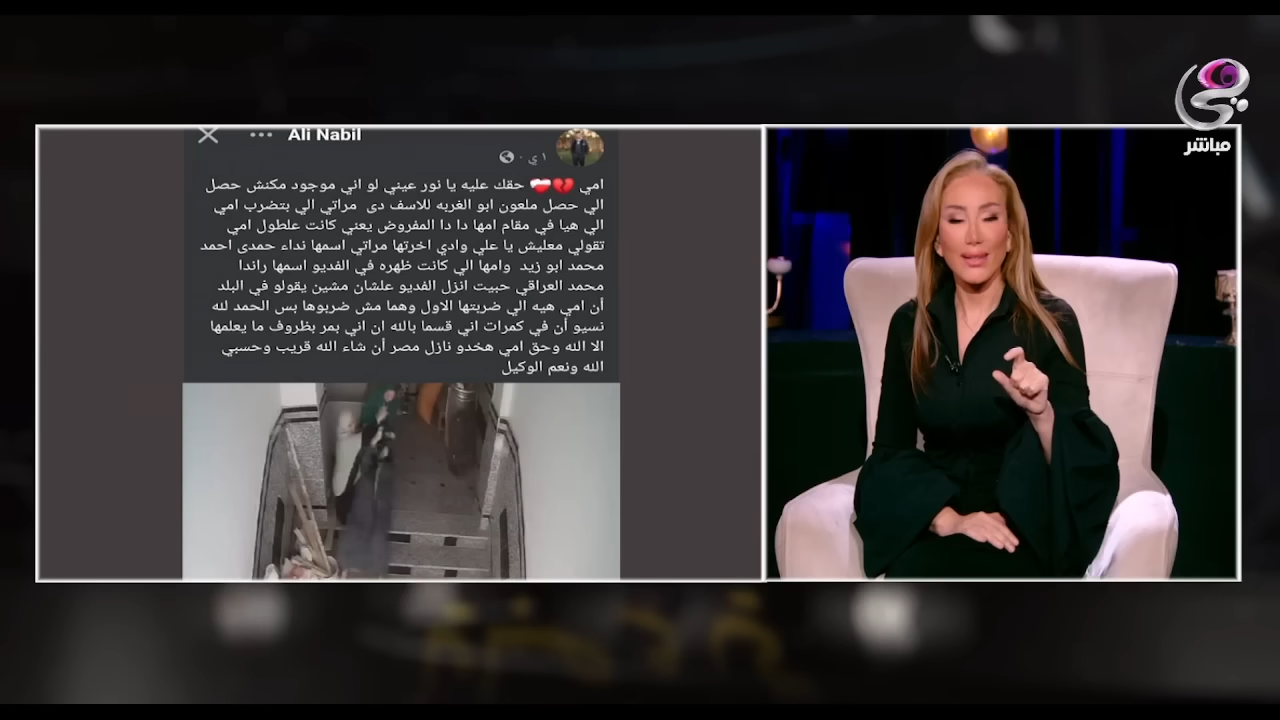 Ali Nabil
١ ي
امي 💔❤️‍🩹 حقك عليه يا نور عيني لو اني موجود مكنش حصل
الي حصل ملعون ابو الغربه للاسف دى مراتي الي بتضرب امي
الي هيا في مقام امها دا دا المفروض يعني كانت علطول امي
تقولي معليش يا علي وادي اخرتها مراتي اسمها نداء حمدى احمد
محمد ابو زيد وامها الي كانت ظهره في الفديو اسمها راندا
محمد العراقي حبيت انزل الفديو علشان مشين يقولو في البلد
أن امي هيه الي ضربتها الاول وهما مش ضربوها بس الحمد لله
نسيو أن في كمرات اني قسما بالله ان اني بمر بظروف ما يعلمها
الا الله وحق امي هخدو نازل مصر أن شاء الله قريب وحسبي
الله ونعم الوكيل
مباشر